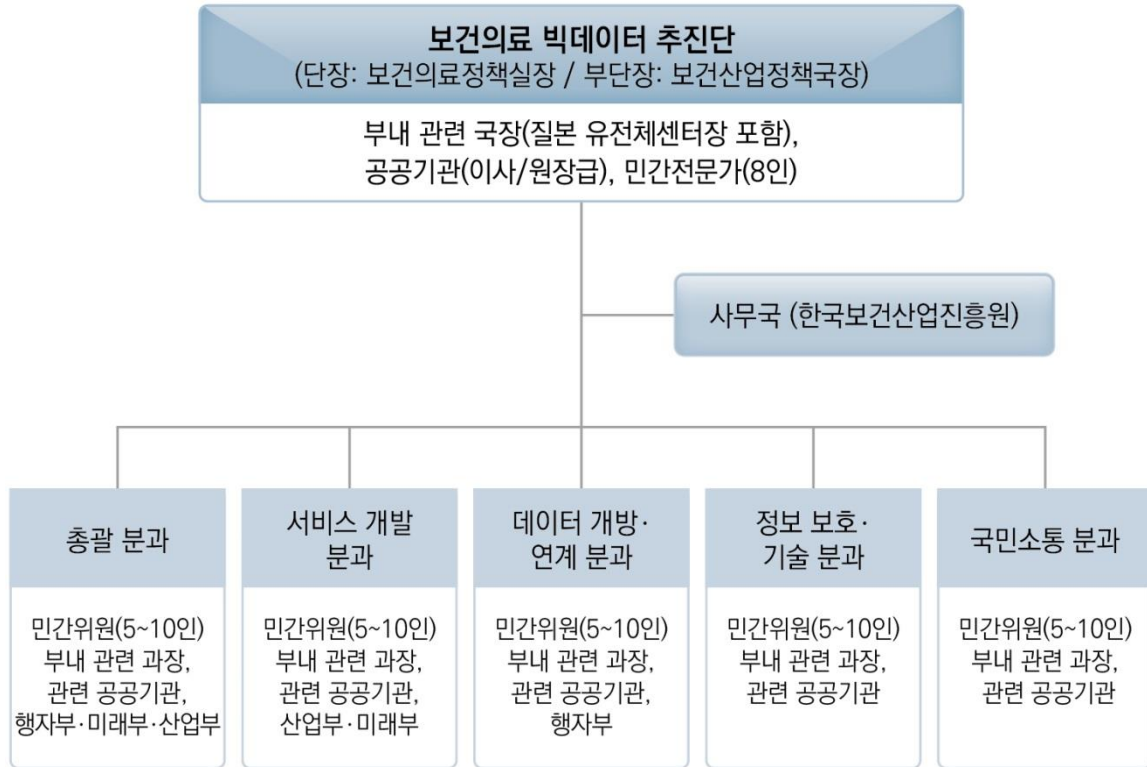 보건의료 빅데이터 추진단
(단장: 보건의료정책실장 / 부단장: 보건산업정책국장)
부내 관련 국장(질본 유전체센터장 포함),
공공기관(이사/원장급), 민간전문가(8인)
사무국 (한국보건산업진흥원)
총괄 분과
민간위원(5~10인)
부내 관련 과장,
관련 공공기관,
행자부·미래부·산업부
서비스 개발
분과
민간위원(5~10인)
부내 관련 과장,
관련 공공기관,
산업부·미래부
데이터 개방·
연계 분과
민간위원(5~10인)
부내 관련 과장,
관련 공공기관,
행자부
정보 보호·
기술 분과
민간위원(5~10인)
부내 관련 과장,
관련 공공기관
국민소통 분과
민간위원(5~10인)
부내 관련 과장,
관련 공공기관